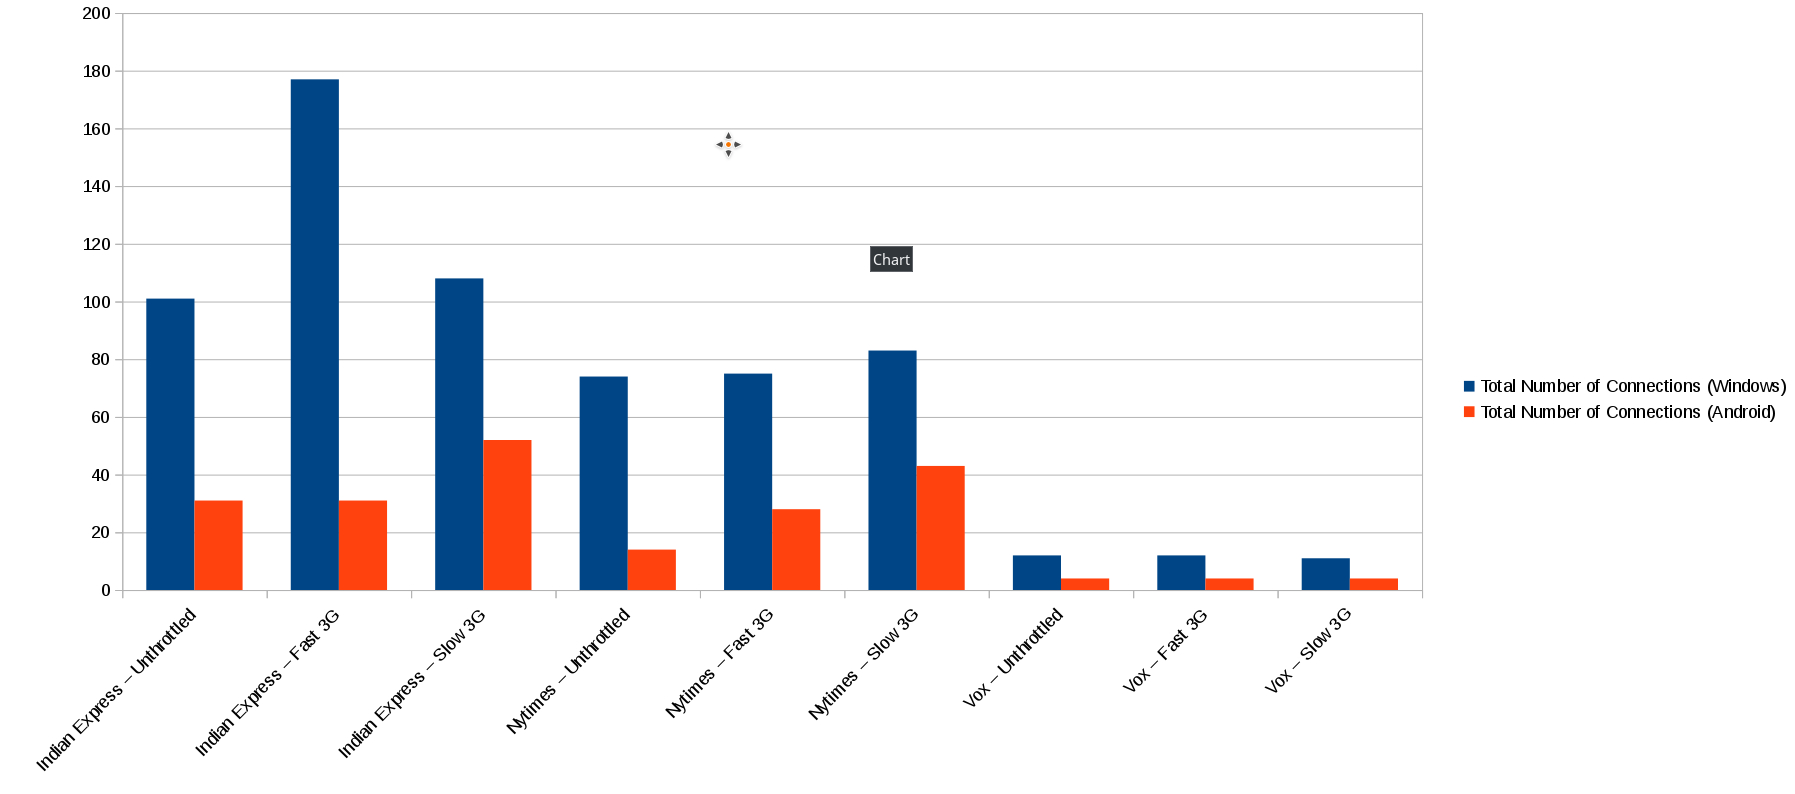 200
180
160
140
120
100
80
60
40
20
0
Chart
Total Number of Connections (Windows)
Total Number of Connections (Android)
Indian Express – Unthrottled
Indian Express – Fast 3G
Indian Express – Slow 3G
Nytimes – Unthrottled
Nytimes – Fast 3G
Nytimes – Slow 3G
Vox – Unthrottled
Vox – Fast 3G
Vox – Slow 3G